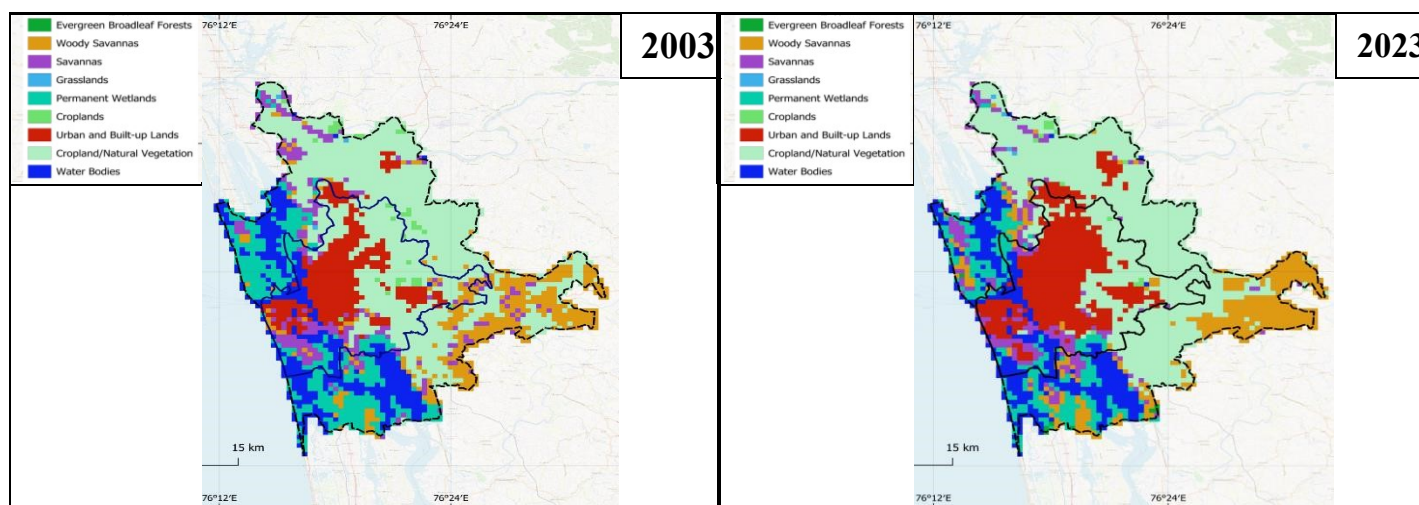 76°12′E
76°24′E
2003
Evergreen Broadleaf Forests
Woody Savannas
Savannas
Grasslands
Permanent Wetlands
Croplands
Urban and Built-up Lands
Cropland/Natural Vegetation
Water Bodies
15 km
76°12′E
76°24′E
76°12′E
76°24′E
2023
Evergreen Broadleaf Forests
Woody Savannas
Savannas
Grasslands
Permanent Wetlands
Croplands
Urban and Built-up Lands
Cropland/Natural Vegetation
Water Bodies
15 km
76°12′E
76°24′E